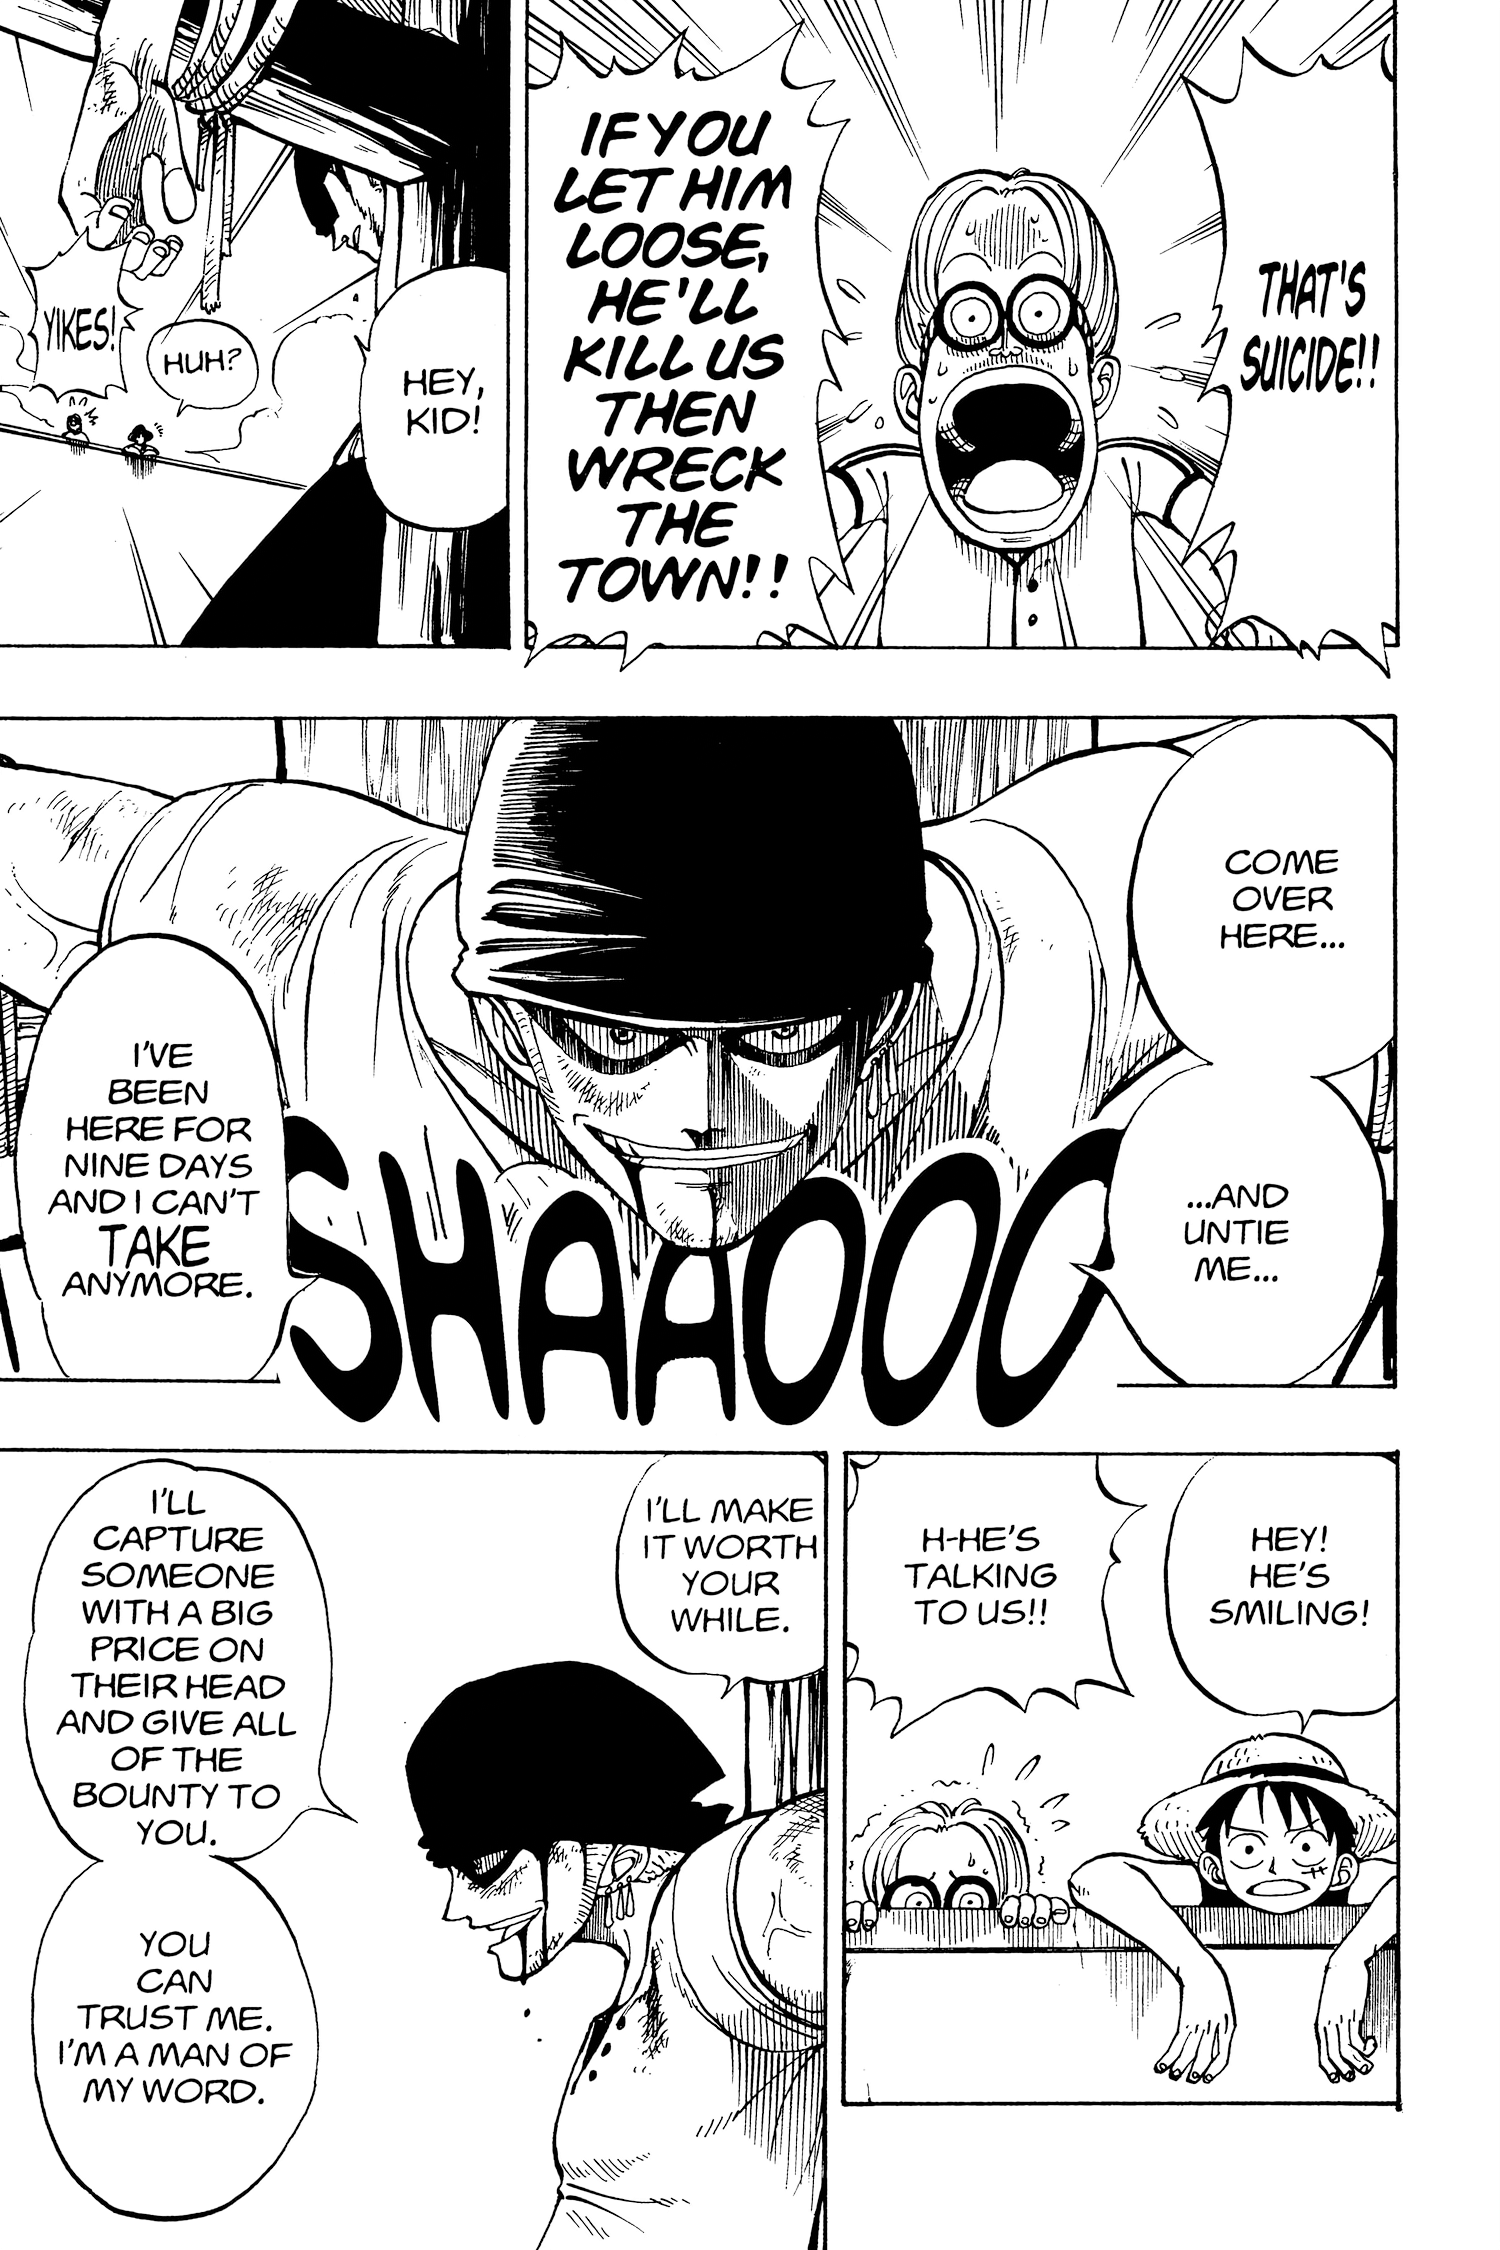 THAT'S
SUICIDE!!
IF YOU
LET HIM
LOOSE,
HE'LL
KILL US
THEN
WRECK
THE
TOWN!!
HEY,
KID!
HUH?
YIKES!
COME
OVER
HERE...
...AND
UNTIE
ME...
SHAAOOO
I'VE
BEEN
HERE FOR
NINE DAYS
AND I CAN'T
TAKE
ANYMORE.
HEY!
HE'S
SMILING!
H-HE'S
TALKING
TO US!!
I'LL MAKE
IT WORTH
YOUR
WHILE.
I'LL
CAPTURE
SOMEONE
WITH A BIG
PRICE ON
THEIR HEAD
AND GIVE ALL
OF THE
BOUNTY TO
YOU.
YOU
CAN
TRUST ME.
I'M A MAN OF
MY WORD.